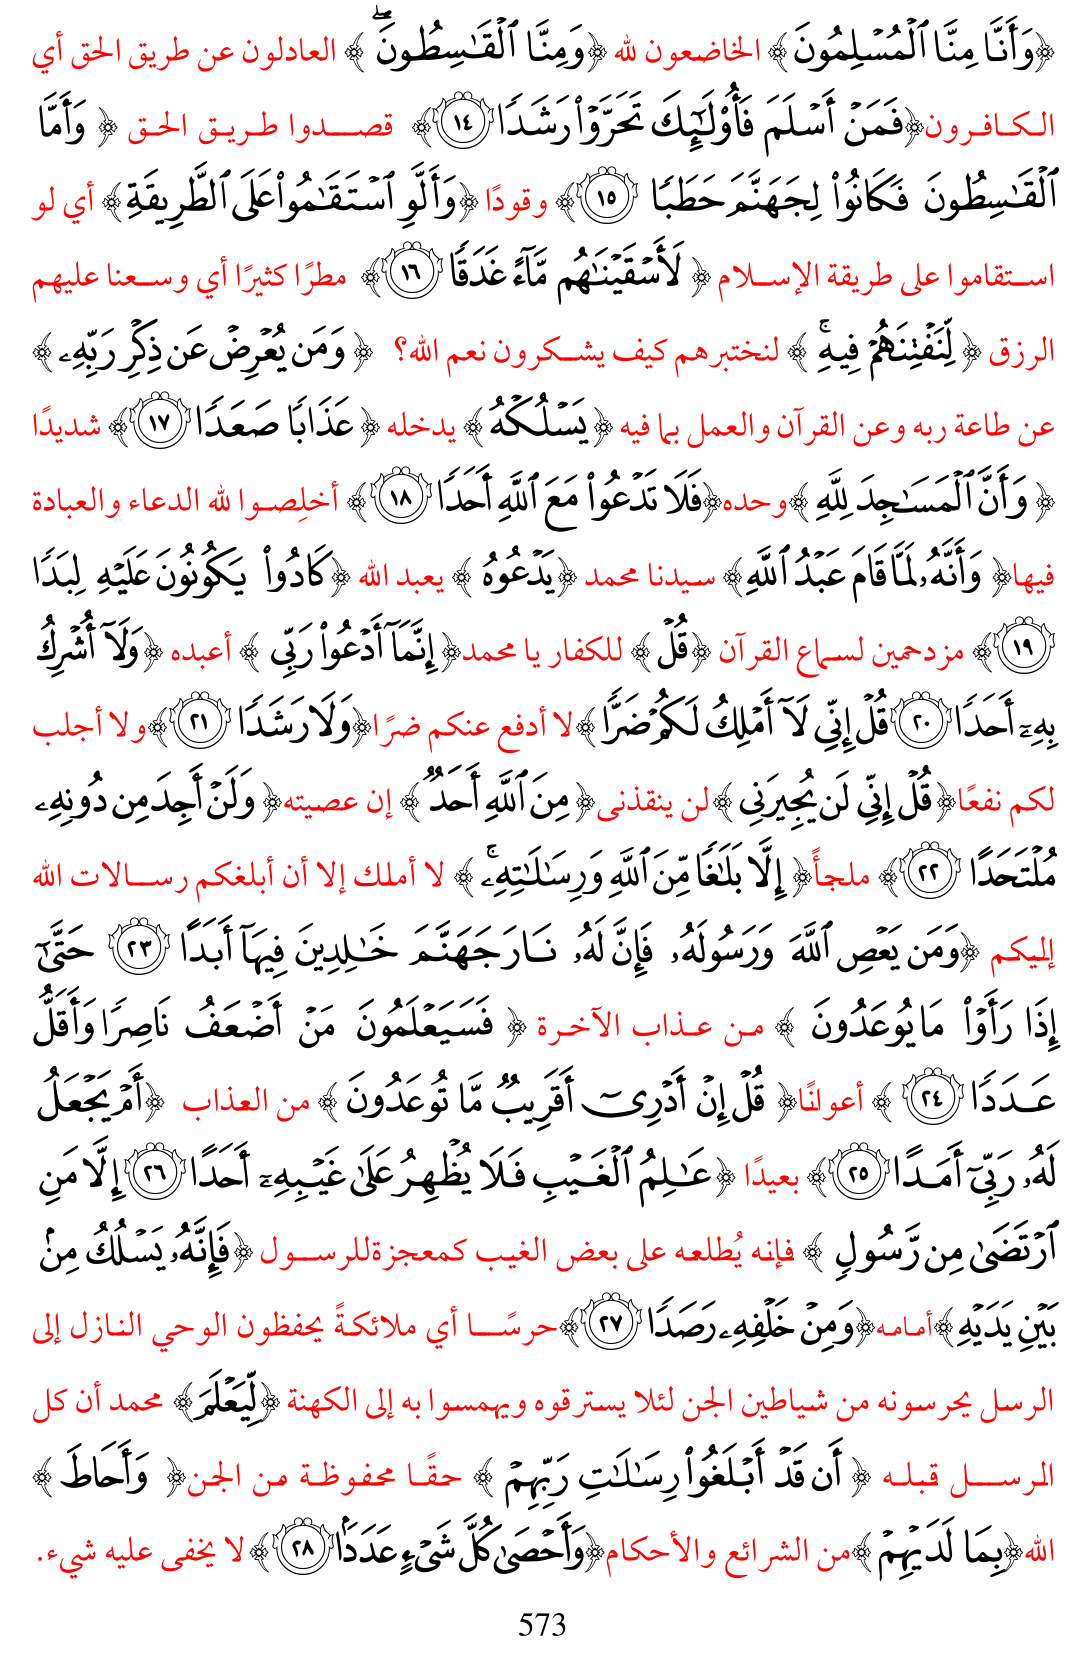 ﴿وَأَنَّا مِنَّا ٱلْمُسْلِمُونَ﴾ الخاضعون لله ﴿وَمِنَّا ٱلْقَٰسِطُونَۖ ﴾ العادلون عن طريق الحق أي
الكافرون﴿فَمَنْ أَسْلَمَ فَأُو۟لَٰٓئِكَ تَحَرَّوْا۟ رَشَدًا ١٤﴾ قصدوا طريق الحق ﴿ وَأَمَّا
ٱلْقَٰسِطُونَ فَكَانُوا۟ لِجَهَنَّمَ حَطَبًا ١٥﴾ وقودًا ﴿وَأَلَّوِ ٱسْتَقَٰمُوا۟ عَلَى ٱلطَّرِيقَةِ﴾ أي لو
استقاموا على طريقة الإسلام ﴿ لَأَسْقَيْنَٰهُم مَّآءً غَدَقًا ١٦﴾ مطرًا كثيرًا أي وسعنا عليهم
الرزق ﴿ لِّنَفْتِنَهُمْ فِيهِۚ ﴾ لنختبرهم كيف يشكرون نعم الله؟ ﴿ وَمَن يُعْرِضْ عَن ذِكْرِ رَبِّهِۦ ﴾
عن طاعة ربه وعن القرآن والعمل بما فيه ﴿يَسْلُكْهُ﴾ يدخله ﴿ عَذَابًا صَعَدًا ١٧﴾ شديدًا
﴿ وَأَنَّ ٱلْمَسَٰجِدَ لِلَّهِ ﴾وحده﴿فَلَا تَدْعُوا۟ مَعَ ٱللَّهِ أَحَدًا ١٨﴾ أخلِصوا لله الدعاء والعبادة
فيها﴿ وَأَنَّهُۥ لَمَّا قَامَ عَبْدُ ٱللَّهِ﴾ سيدنا محمد ﴿يَدْعُوهُ ﴾ يعبد الله ﴿كَادُوا۟ يَكُونُونَ عَلَيْهِ لِبَدًا
١٩﴾ مزدحمين لسماع القرآن ﴿قُلْ ﴾ للكفار يا محمد﴿إِنَّمَآ أَدْعُوا۟ رَبِّى ﴾ أعبده ﴿وَلَآ أُشْرِكُ
بِهِۦٓ أَحَدًا ٢٠ قُلْ إِنِّى لَآ أَمْلِكُ لَكُمْ ضَرًّا ﴾لا أدفع عنكم ضرًا﴿وَلَا رَشَدًا ٢١﴾ولا أجلب
لكم نفعًا﴿قُلْ إِنِّى لَن يُجِيرَنِى ﴾لن ينقذنى﴿مِنَ ٱللَّهِ أَحَدٌ ﴾ إن عصيته﴿ وَلَنْ أَجِدَ مِن دُونِهِۦ
مُلْتَحَدًا ٢٢﴾ ملجأً﴿ إِلَّا بَلَٰغًا مِّنَ ٱللَّهِ وَرِسَٰلَٰتِهِۦۚ ﴾ لا أملك إلا أن أبلغكم رسالات الله
إليكم ﴿وَمَن يَعْصِ ٱللَّهَ وَرَسُولَهُۥ فَإِنَّ لَهُۥ نَارَ جَهَنَّمَ خَٰلِدِينَ فِيهَآ أَبَدًا ٢٣ حَتَّىٰٓ
إِذَا رَأَوْا۟ مَا يُوعَدُونَ ﴾ من عذاب الآخرة ﴿ فَسَيَعْلَمُونَ مَنْ أَضْعَفُ نَاصِرًا وَأَقَلُّ
عَدَدًا ٢٤ ﴾ أعوانًا﴿ قُلْ إِنْ أَدْرِىٓ أَقَرِيبٌ مَّا تُوعَدُونَ ﴾ من العذاب ﴿أَمْ يَجْعَلُ
لَهُۥ رَبِّىٓ أَمَدًا ٢٥﴾ بعيدًا ﴿ عَٰلِمُ ٱلْغَيْبِ فَلَا يُظْهِرُ عَلَىٰ غَيْبِهِۦٓ أَحَدًا ٢٦ إِلَّا مَنِ
ٱرْتَضَىٰ مِن رَّسُولٍ ﴾ فإنه يُطلعه على بعض الغيب كمعجزةللرسول ﴿فَإِنَّهُۥ يَسْلُكُ مِنۢ
بَيْنِ يَدَيْهِ ﴾أمامه﴿وَمِنْ خَلْفِهِۦ رَصَدًا ٢٧﴾حرسًا أي ملائكةً يحفظون الوحي النازل إلى
الرسل يحرسونه من شياطين الجن لئلا يسترقوه ويهمسوا به إلى الكهنة ﴿لِّيَعْلَمَ﴾ محمد أن كل
المرسل قبله ﴿ أَن قَدْ أَبْلَغُوا۟ رِسَٰلَٰتِ رَبِّهِمْ ﴾ حقًا محفوظة من الجن﴿ وَأَحَاطَ ﴾
الله﴿بِمَا لَدَيْهِمْ ﴾من الشرائع والأحكام﴿وَأَحْصَىٰ كُلَّ شَىْءٍ عَدَدًۢا ٢٨﴾لا يخفى عليه شيء.
573